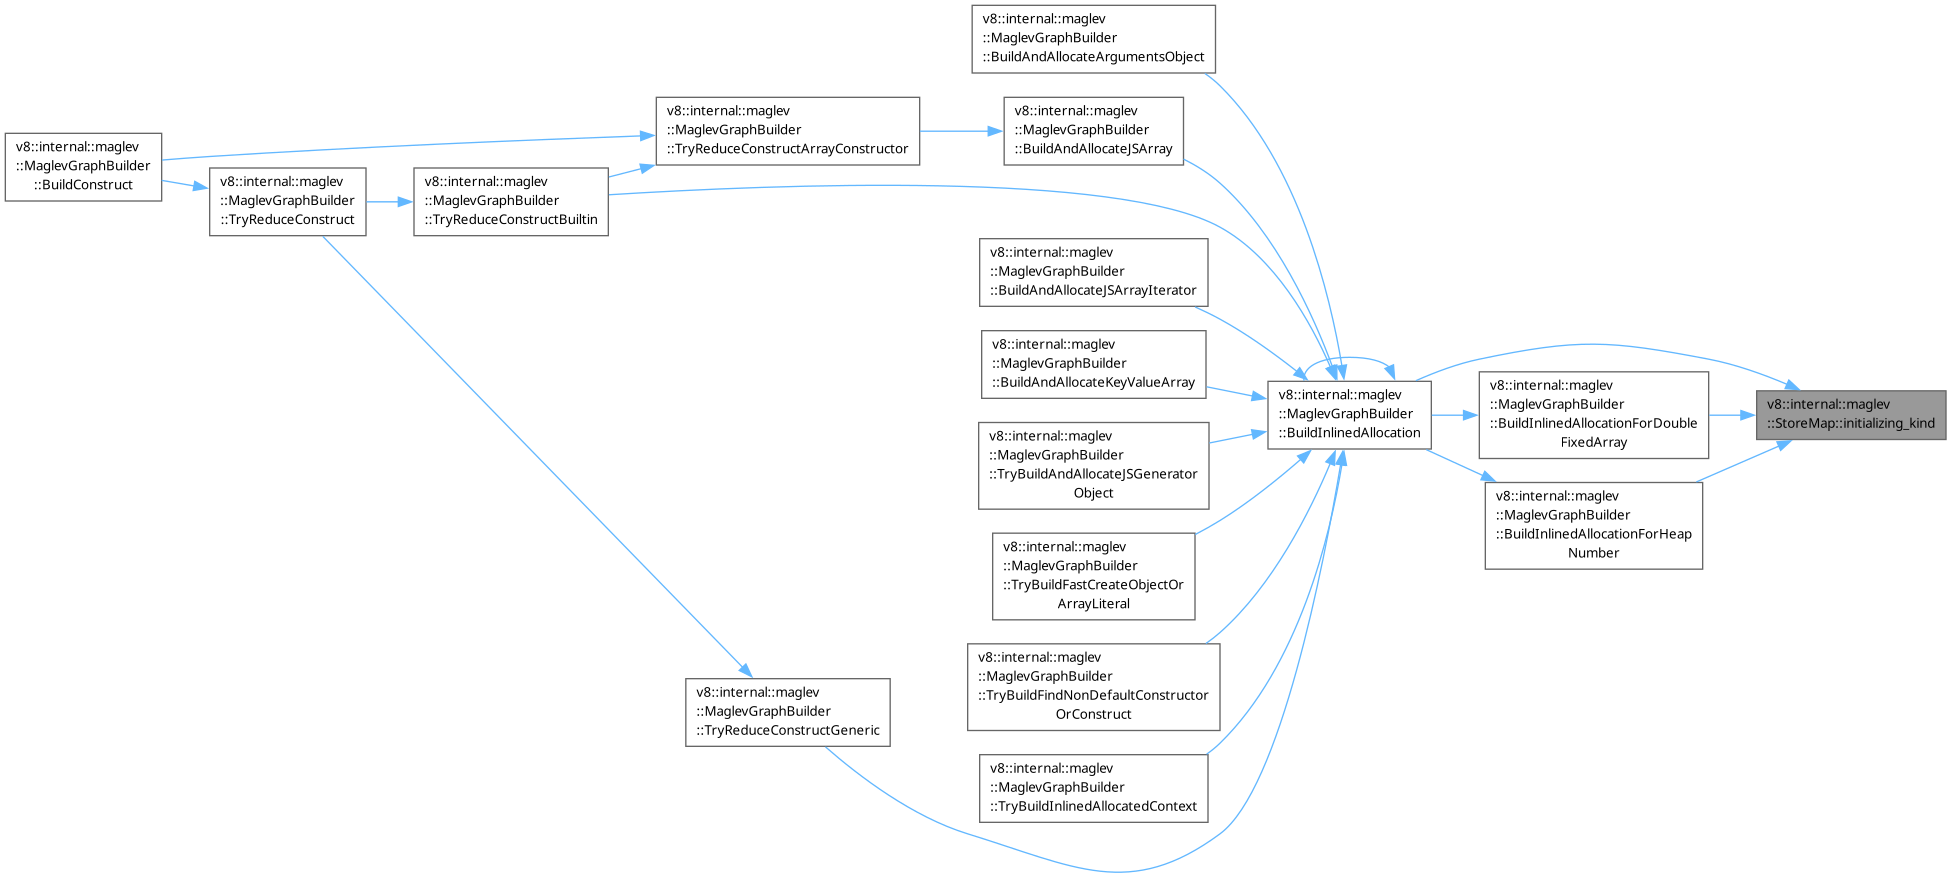 v8::internal::maglev
::MaglevGraphBuilder
::BuildAndAllocateArgumentsObject
v8::internal::maglev
::MaglevGraphBuilder
::TryReduceConstructArrayConstructor
v8::internal::maglev
::MaglevGraphBuilder
::BuildAndAllocateJSArray
v8::internal::maglev
::MaglevGraphBuilder
::BuildConstruct
v8::internal::maglev
::MaglevGraphBuilder
::TryReduceConstruct
v8::internal::maglev
::MaglevGraphBuilder
::TryReduceConstructBuiltin
v8::internal::maglev
::MaglevGraphBuilder
::BuildAndAllocateJSArrayIterator
v8::internal::maglev
::MaglevGraphBuilder
::BuildAndAllocateKeyValueArray
v8::internal::maglev
::MaglevGraphBuilder
::BuildInlinedAllocation
v8::internal::maglev
::MaglevGraphBuilder
::BuildInlinedAllocationForDouble
FixedArray
v8::internal::maglev
::StoreMap::initializing_kind
v8::internal::maglev
::MaglevGraphBuilder
::TryBuildAndAllocateJSGenerator
Object
v8::internal::maglev
::MaglevGraphBuilder
::BuildInlinedAllocationForHeap
Number
v8::internal::maglev
::MaglevGraphBuilder
::TryBuildFastCreateObjectOr
ArrayLiteral
v8::internal::maglev
::MaglevGraphBuilder
::TryBuildFindNonDefaultConstructor
OrConstruct
v8::internal::maglev
::MaglevGraphBuilder
::TryReduceConstructGeneric
v8::internal::maglev
::MaglevGraphBuilder
::TryBuildInlinedAllocatedContext